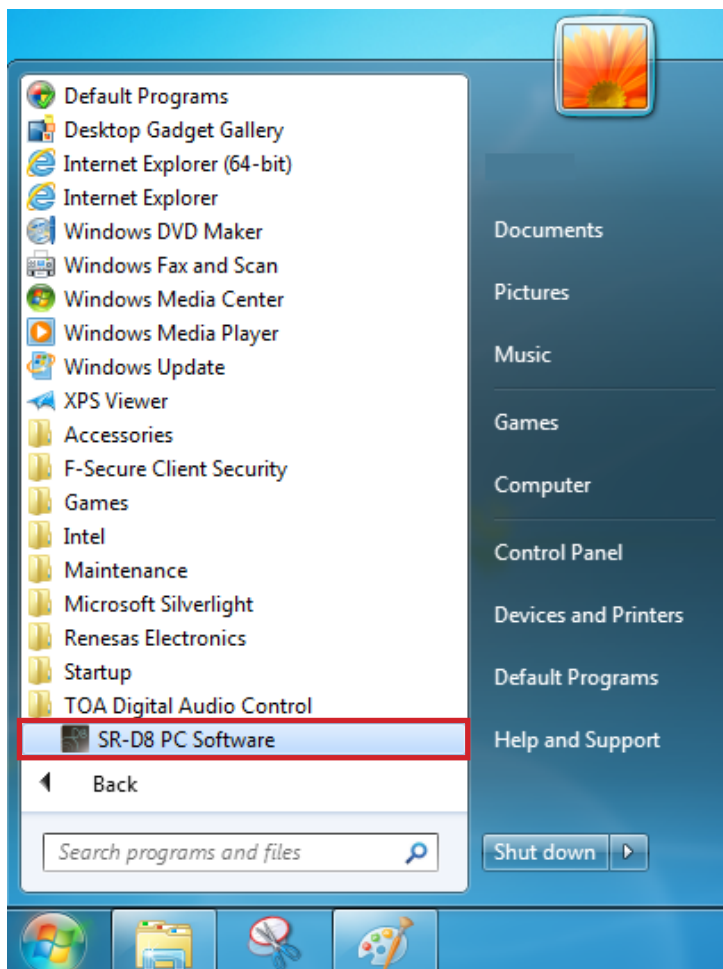 Default Programs
Desktop Gadget Gallery
Internet Explorer (64-bit)
Internet Explorer
Windows DVD Maker
Windows Fax and Scan
Windows Media Center
Windows Media Player
Windows Update
XPS Viewer
Accessories
F-Secure Client Security
Games
Intel
Maintenance
Microsoft Silverlight
Renesas Electronics
Startup
TOA Digital Audio Control
SR-D8 PC Software
Back
Search programs and files
Documents
Pictures
Music
Games
Computer
Control Panel
Devices and Printers
Default Programs
Help and Support
Shut down